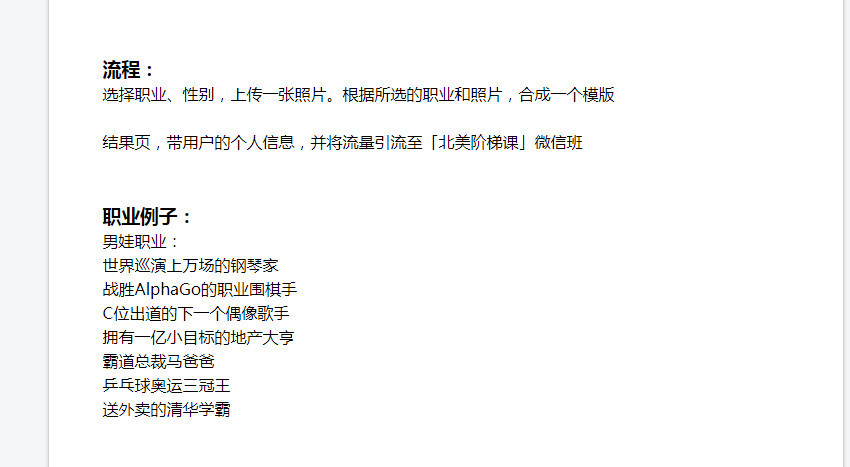 流程：
选择职业、性别，上传一张照片。根据所选的职业和照片，合成一个模版
结果页，带用户的个人信息，并将流量引流至「北美阶梯课」微信班
职业例子：
男娃职业：
世界巡演上万场的钢琴家
战胜AlphaGo的职业围棋手
C位出道的下一个偶像歌手
拥有一亿小目标的地产大亨
霸道总裁马爸爸
乒乓球奥运三冠王
送外卖的清华学霸